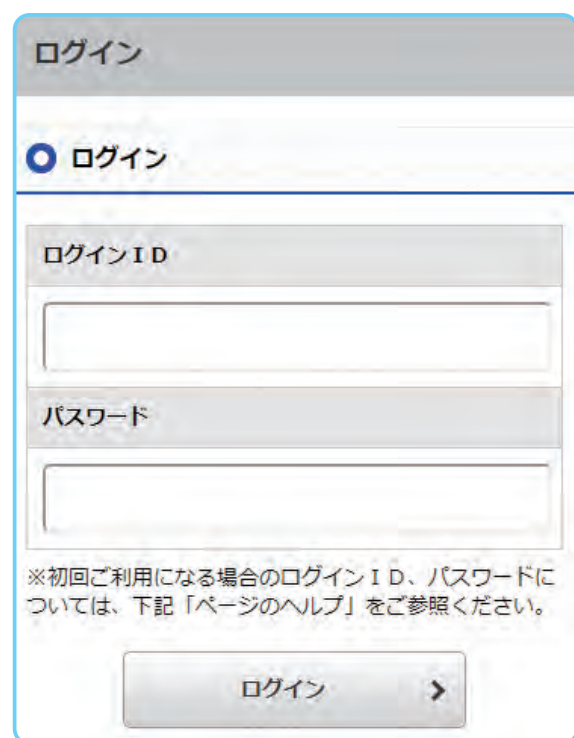 ログイン
ログイン
ログインＩＤ
パスワード
※初回ご利用になる場合のログインＩＤ、パスワードに
ついては、下記「ページのヘルプ」をご参照ください。
ログイン